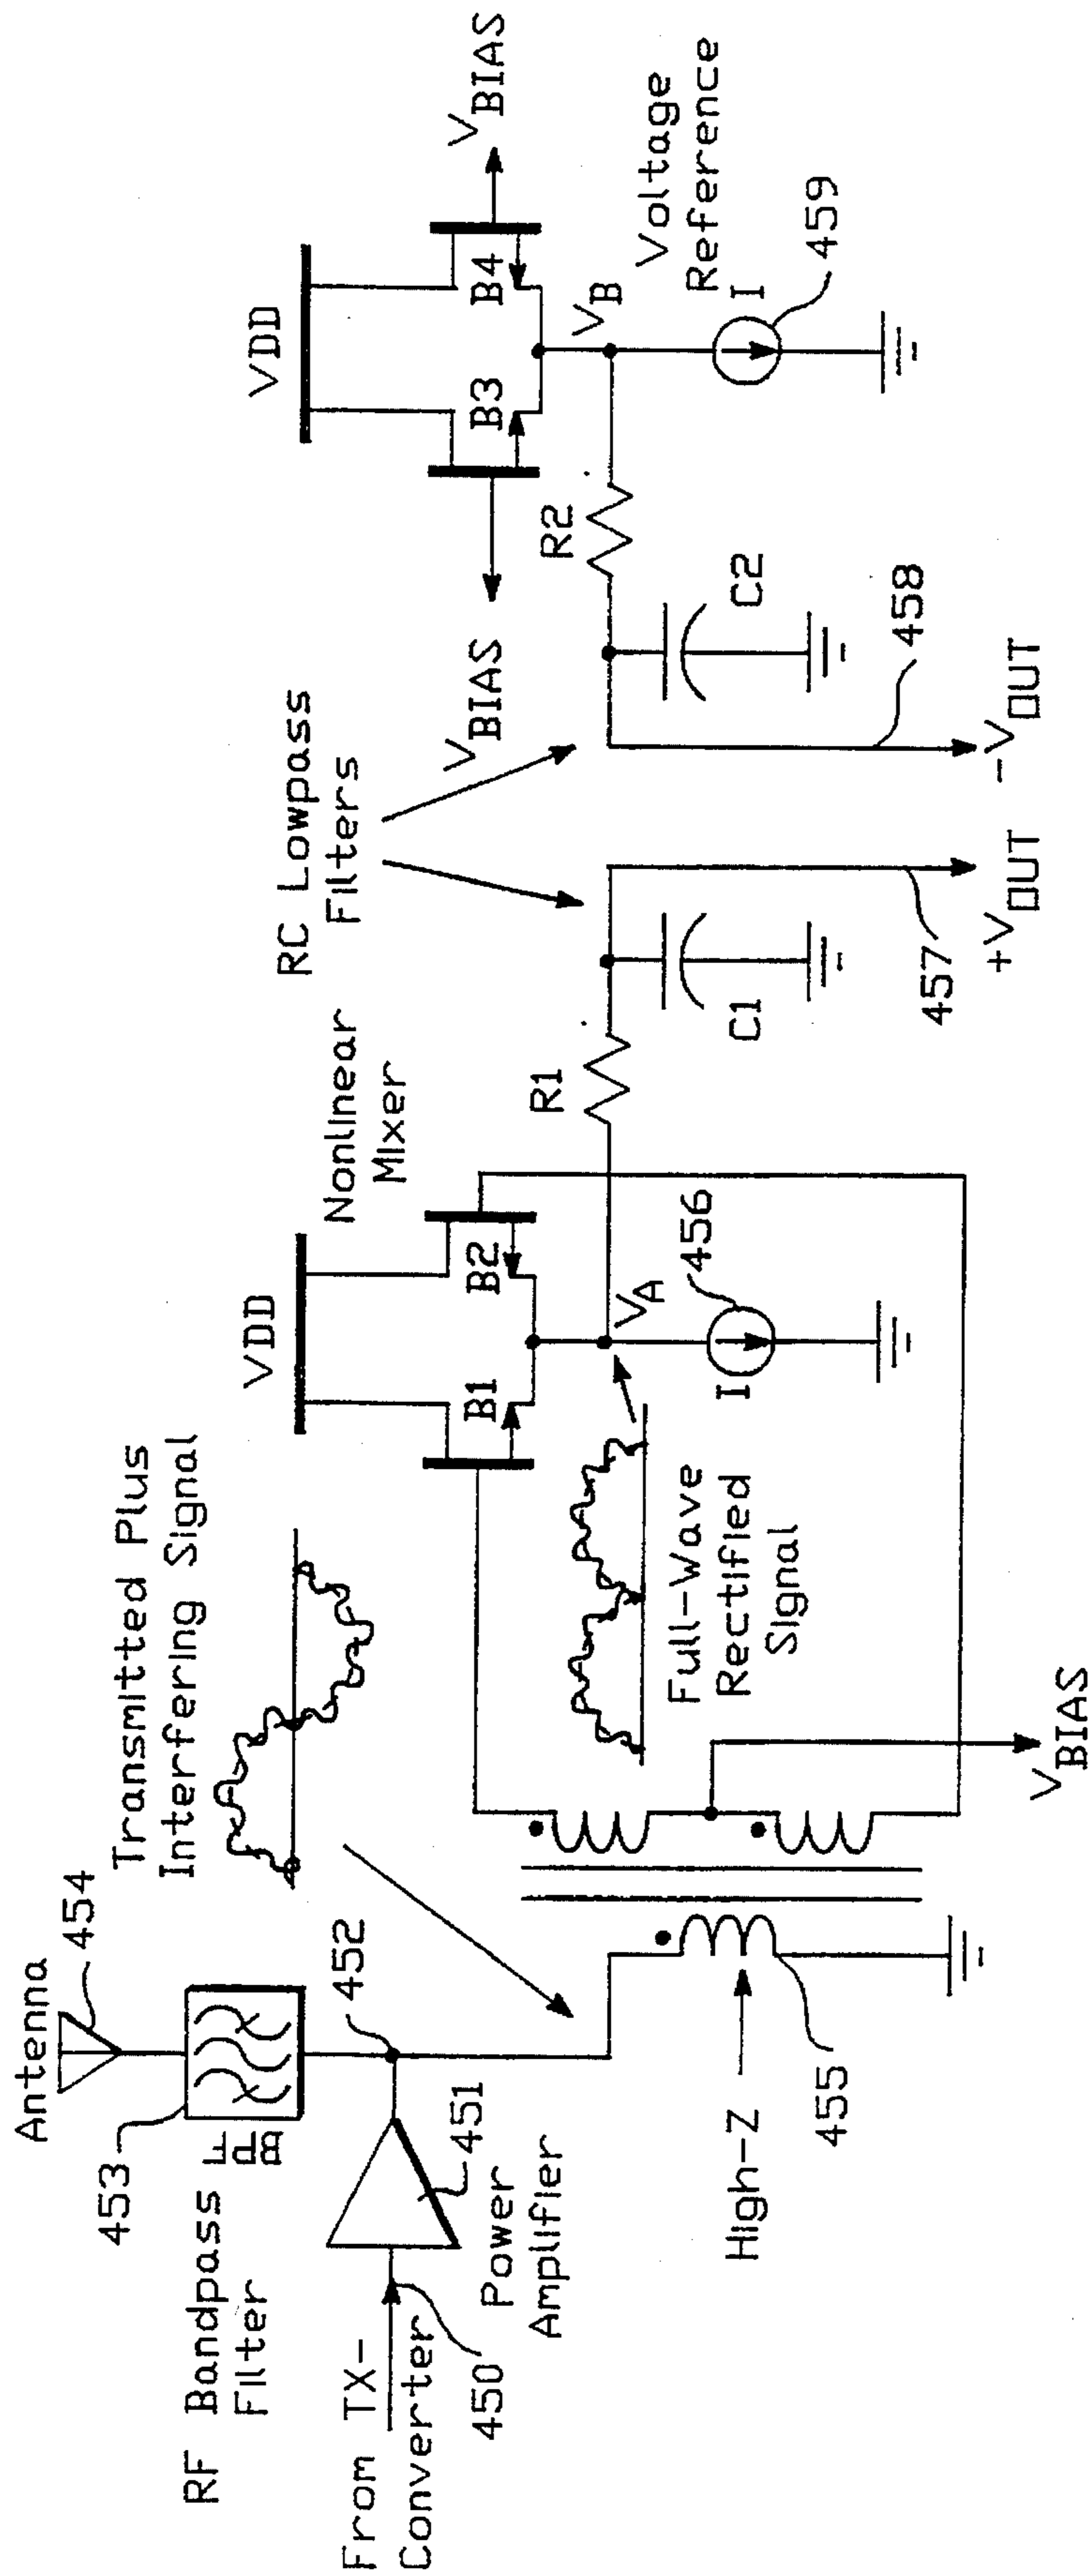 Antenna
454
453
BPF
RF Bandpass
Filter
452
451
Power
Amplifier
From TX-
Converter
450
Transmitted Plus
Interfering Signal
High-Z
455
VBIAS
VDD
B1
B2
Nonlinear
Mixer
VA
I
456
Full-Wave
Rectified
Signal
R1
C1
457
+VOUT
RC Lowpass
Filters
458
-VOUT
C2
R2
VBIAS
VDD
B3
B4
VBIAS
VB
Voltage
Reference
I
459